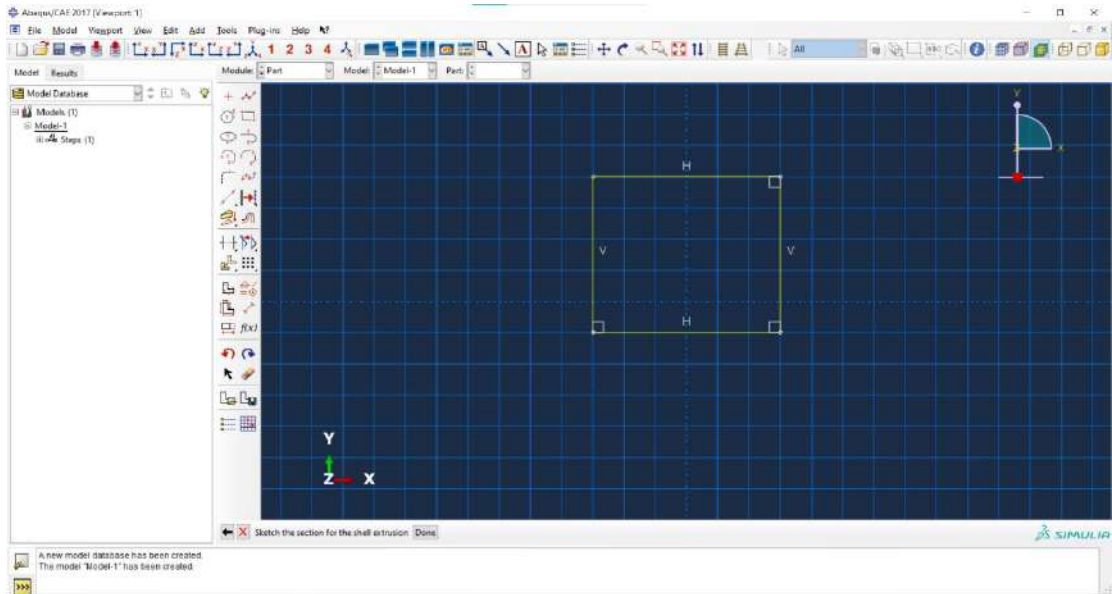 Abaqus/CAE 2017 [Viewport: 1]
File Model Viewport View Edit Add Tools Plug-ins Help
1 2 3 4 A All
Model Results
Module: Part Model: Model-1 Part:
Model Database
Models (1)
Model-1
Steps (1)
f(x)
Y
X
Z
H
V V
H
Y
Z X
Sketch the section for the shell extrusion Done
SIMULIA
A new model database has been created.
The model "Model-1" has been created.
>>>